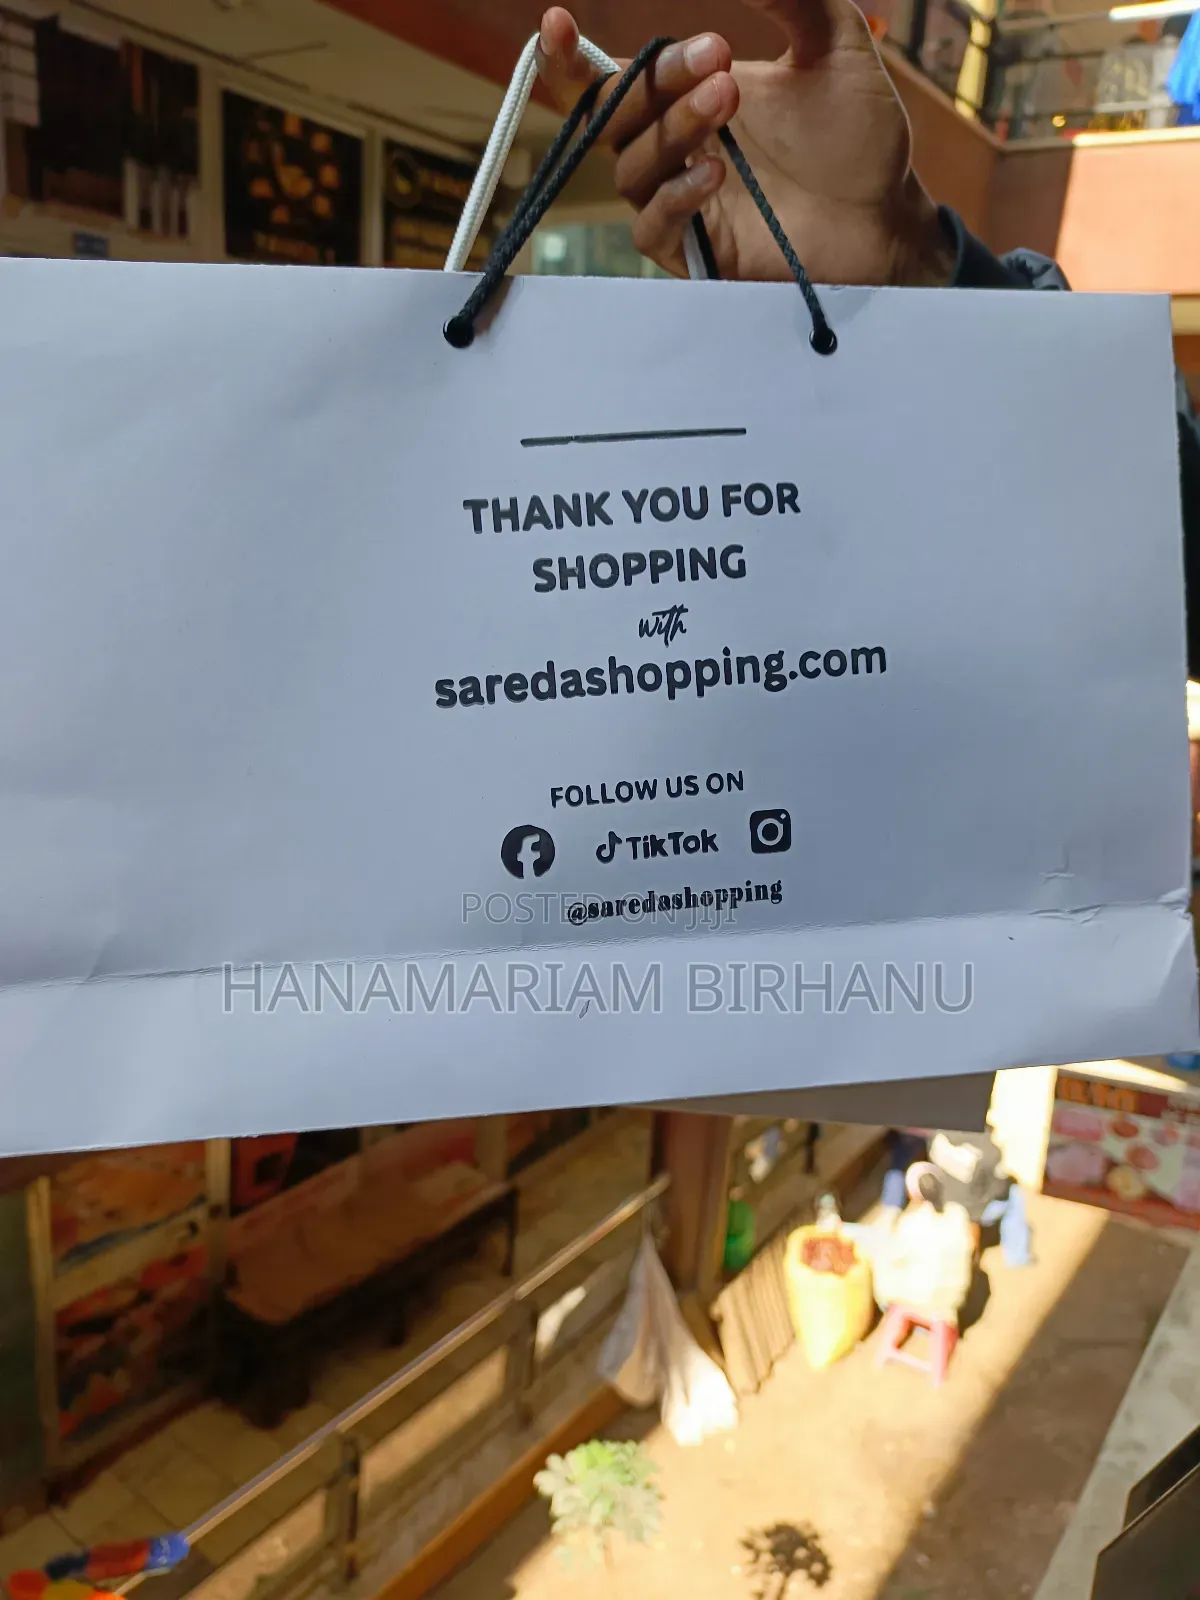 THANK YOU FOR
SHOPPING
with
saredashopping.com
FOLLOW US ON
TikTok
@saredashopping
POSTED ON JIJI
HANAMARIAM BIRHANU